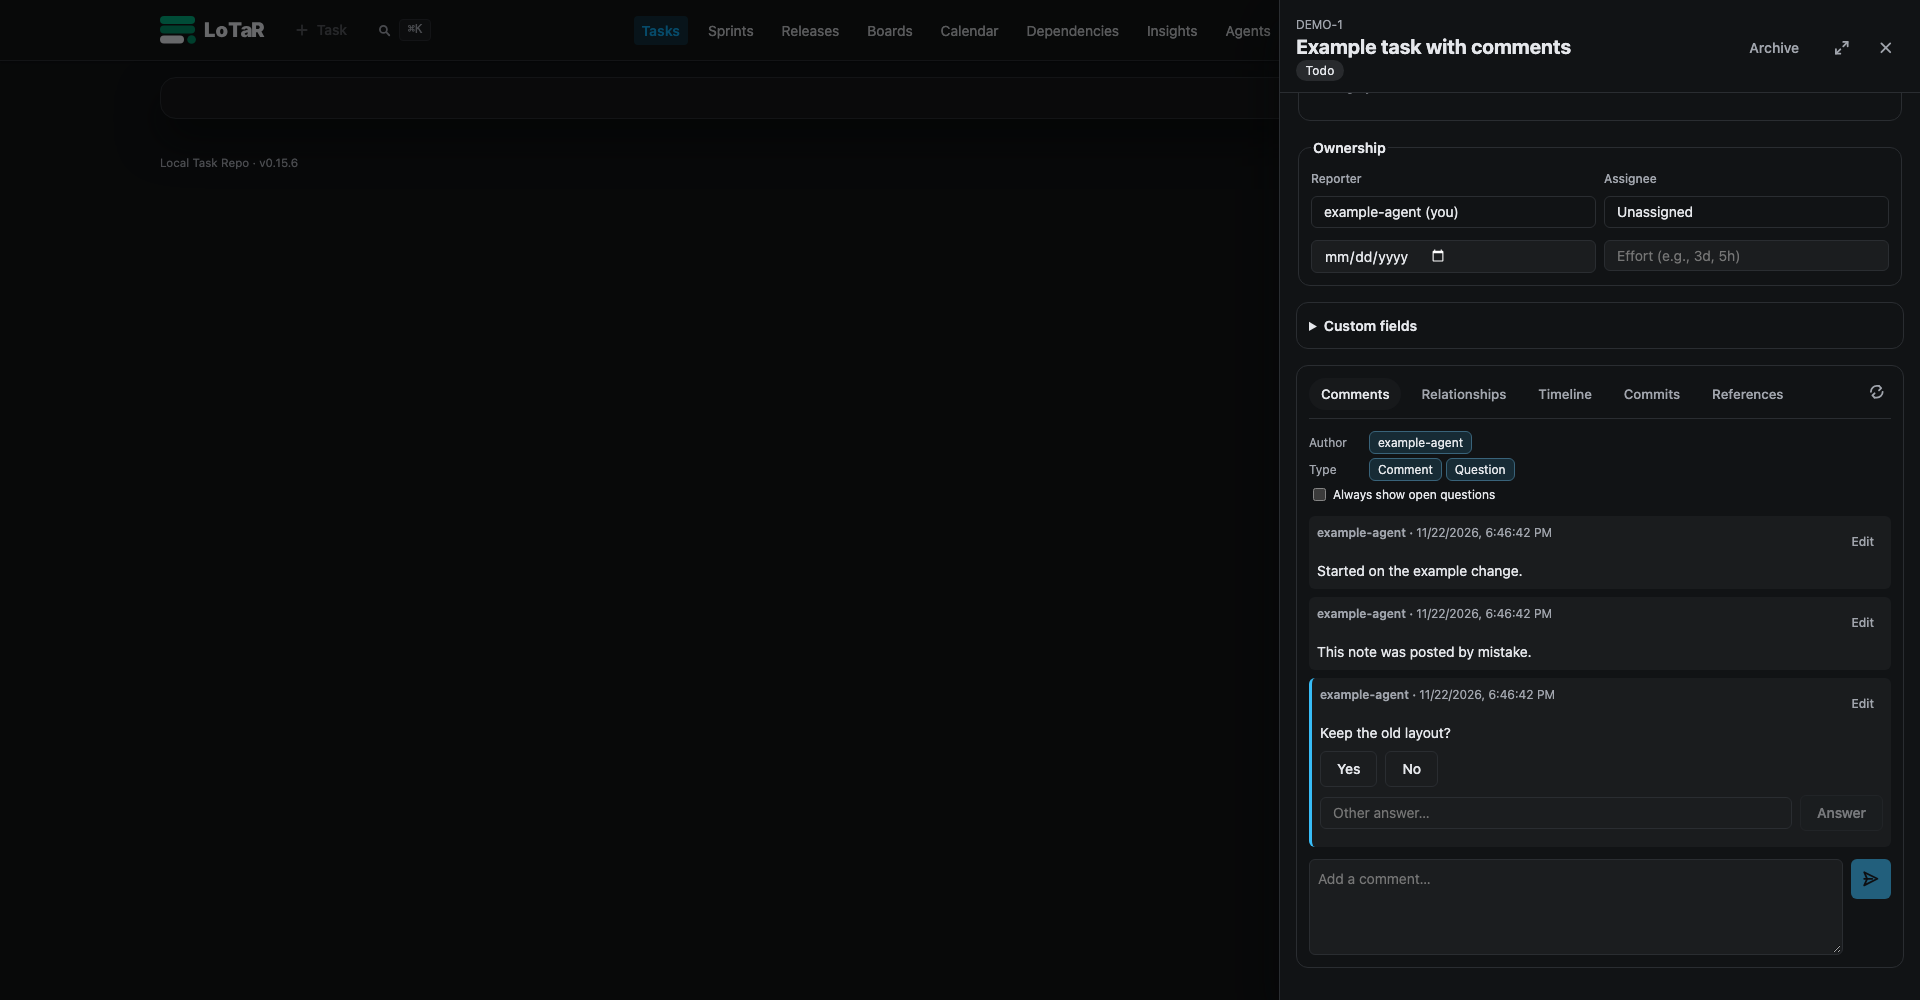 LoTaR
+ Task
⌘K
Tasks
Sprints
Releases
Boards
Calendar
Dependencies
Insights
Agents
Local Task Repo · v0.15.6
DEMO-1
Example task with comments
Todo
Archive
Ownership
Reporter
Assignee
example-agent (you)
Unassigned
mm/dd/yyyy
Effort (e.g., 3d, 5h)
Custom fields
Comments
Relationships
Timeline
Commits
References
Author
example-agent
Type
Comment
Question
Always show open questions
example-agent · 11/22/2026, 6:46:42 PM
Edit
Started on the example change.
example-agent · 11/22/2026, 6:46:42 PM
Edit
This note was posted by mistake.
example-agent · 11/22/2026, 6:46:42 PM
Edit
Keep the old layout?
Yes
No
Other answer...
Answer
Add a comment...